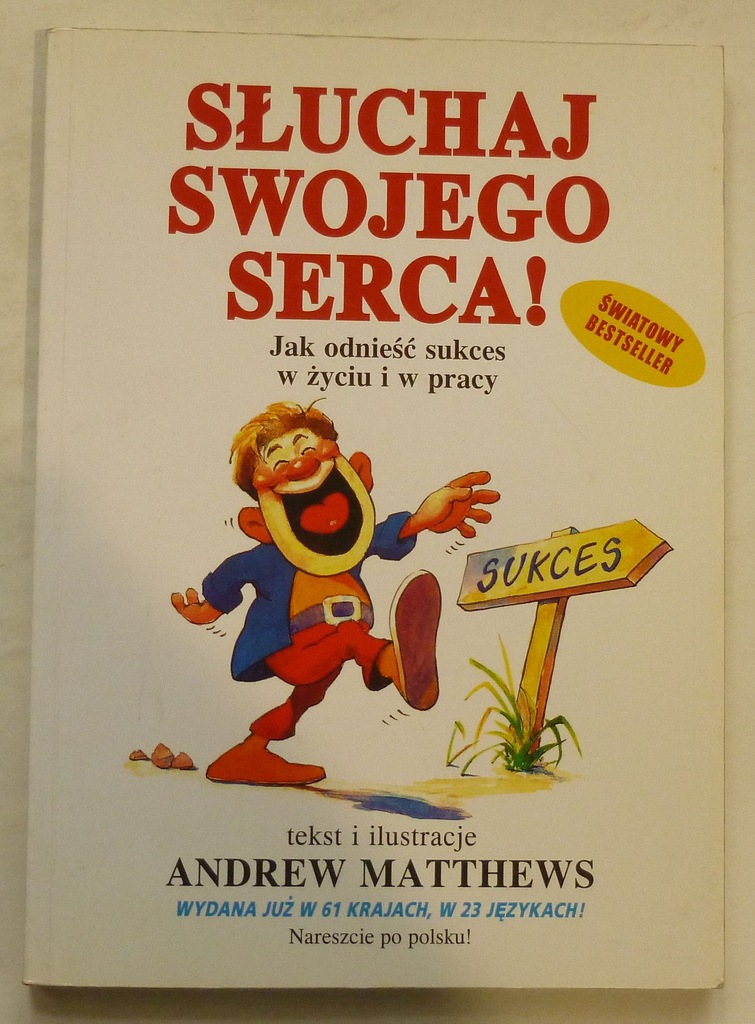 SŁUCHAJ
SWOJEGO
SERCA!
ŚWIATOWY
BESTSELLER
Jak odnieść sukces
w życiu i w pracy
SUKCES
tekst i ilustracje
ANDREW MATTHEWS
WYDANA JUŻ W 61 KRAJACH, W 23 JĘZYKACH!
Nareszcie po polsku!